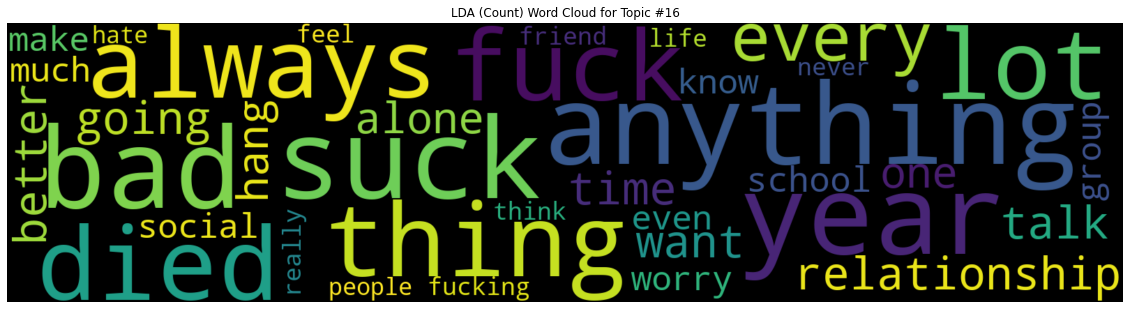 LDA (Count) Word Cloud for Topic #16
make hate feel friend life every lot
much always fuck know never
better going hang alone anything group
bad suck time school one
social really think even year talk
died thing want
people fucking worry relationship